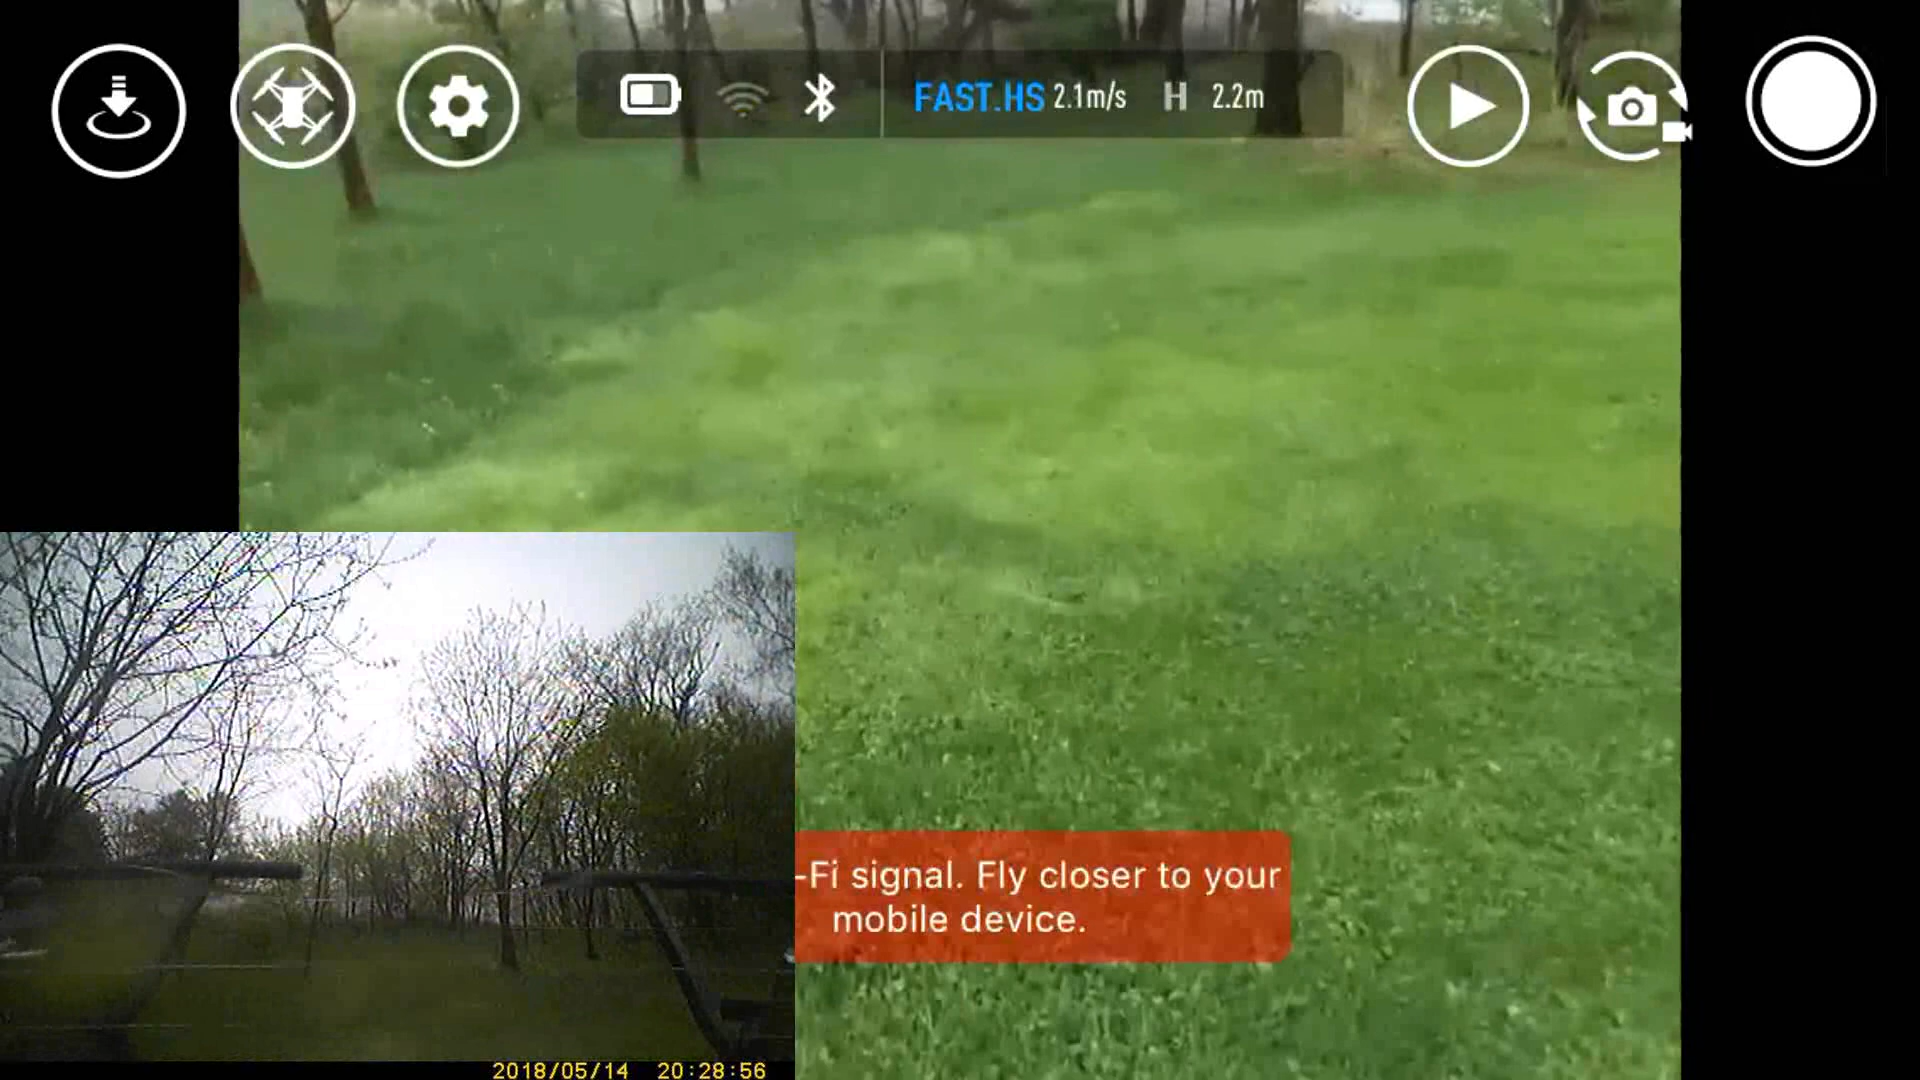 FAST.HS 2.1m/s H 2.2m
-Fi signal. Fly closer to your
mobile device.
2018/05/14 20:28:56